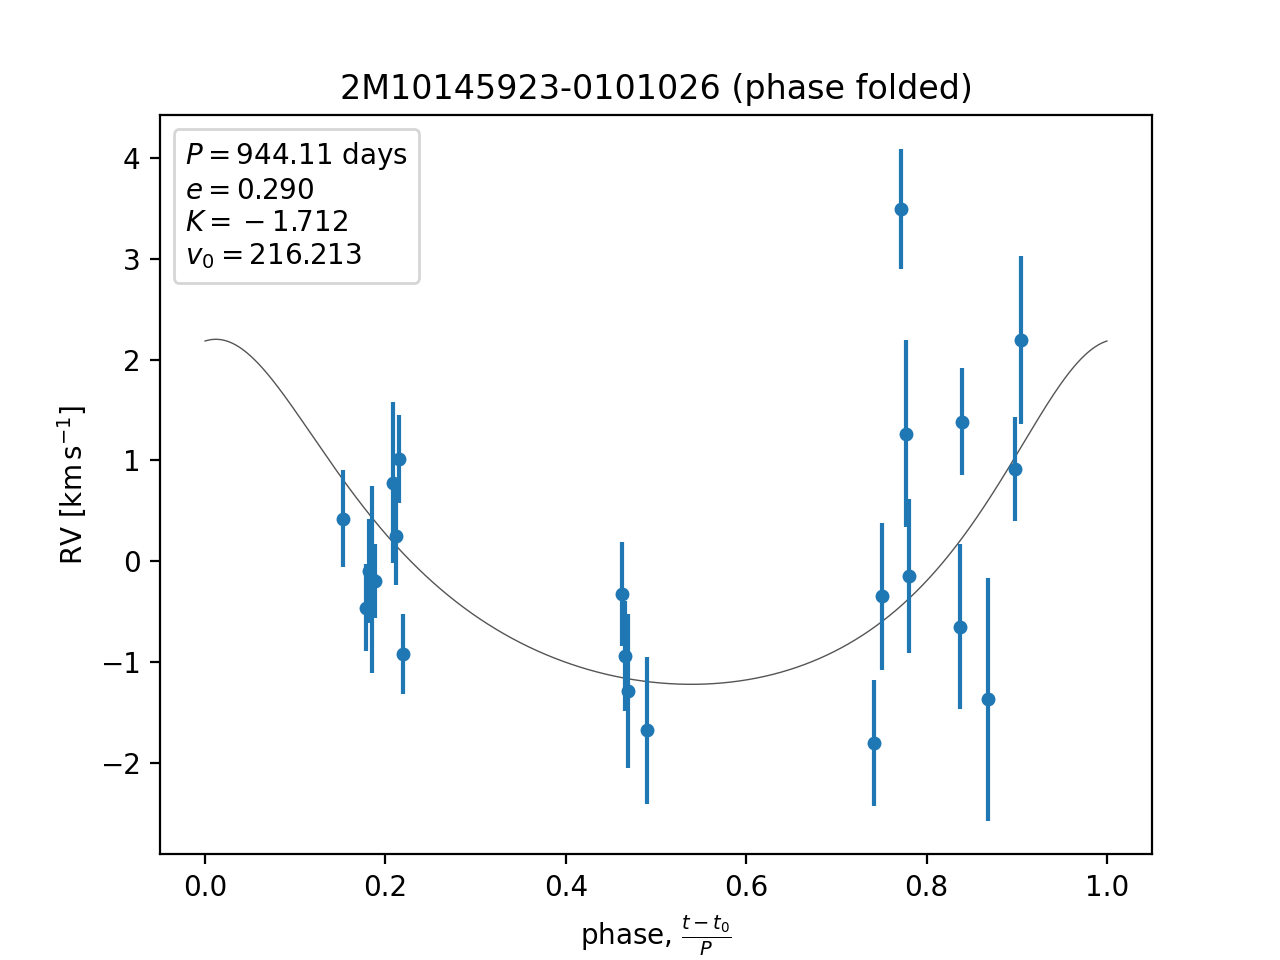 2M10145923-0101026 (phase folded)
P = 944.11 days
e = 0.290
K = −1.712
v₀ = 216.213
4
3
2
1
0
−1
−2
RV [km s⁻¹]
0.0 0.2 0.4 0.6 0.8 1.0
phase, (t − t₀)/P